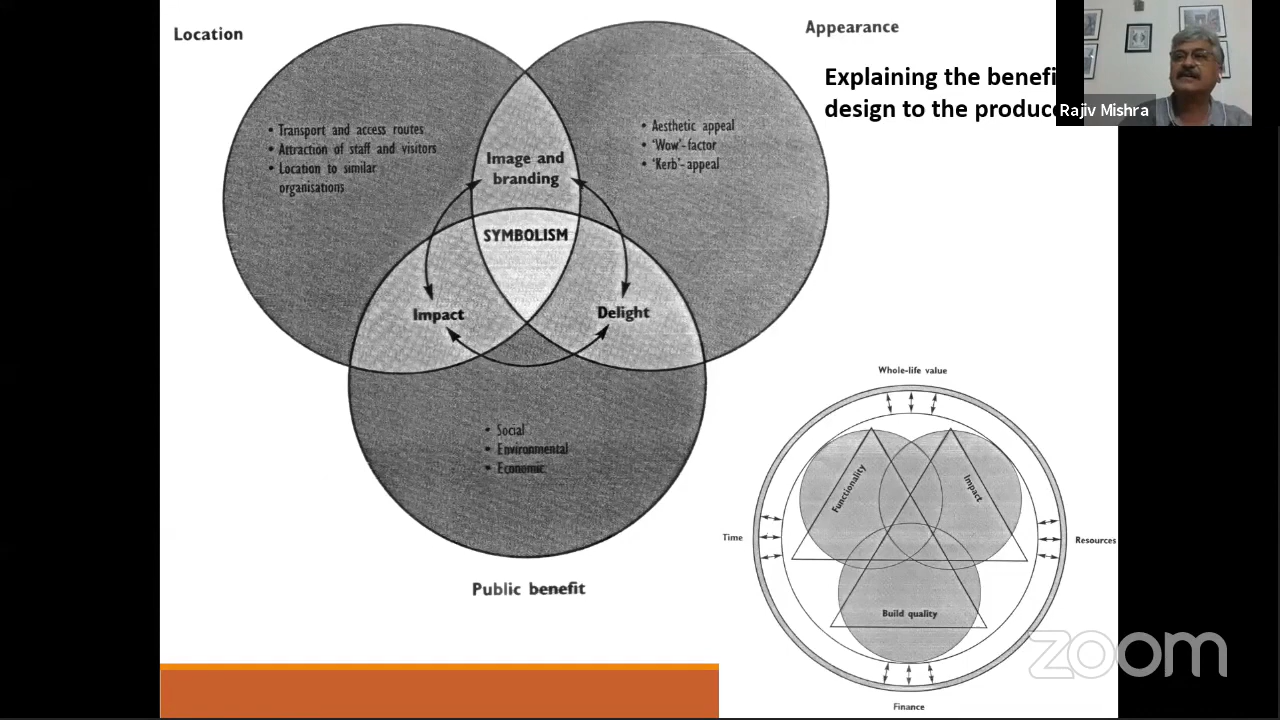 Location
Appearance
Explaining the benefi
design to the produc
Rajiv Mishra
• Transport and access routes
• Attraction of staff and visitors
• Location to similar
organisations
• Aesthetic appeal
• 'Wow'-factor
• 'Kerb'-appeal
Image and
branding
SYMBOLISM
Impact
Delight
• Social
• Environmental
• Economic
Public benefit
Whole-life value
Functionality
Impact
Time
Resources
Build quality
Finance
zoom